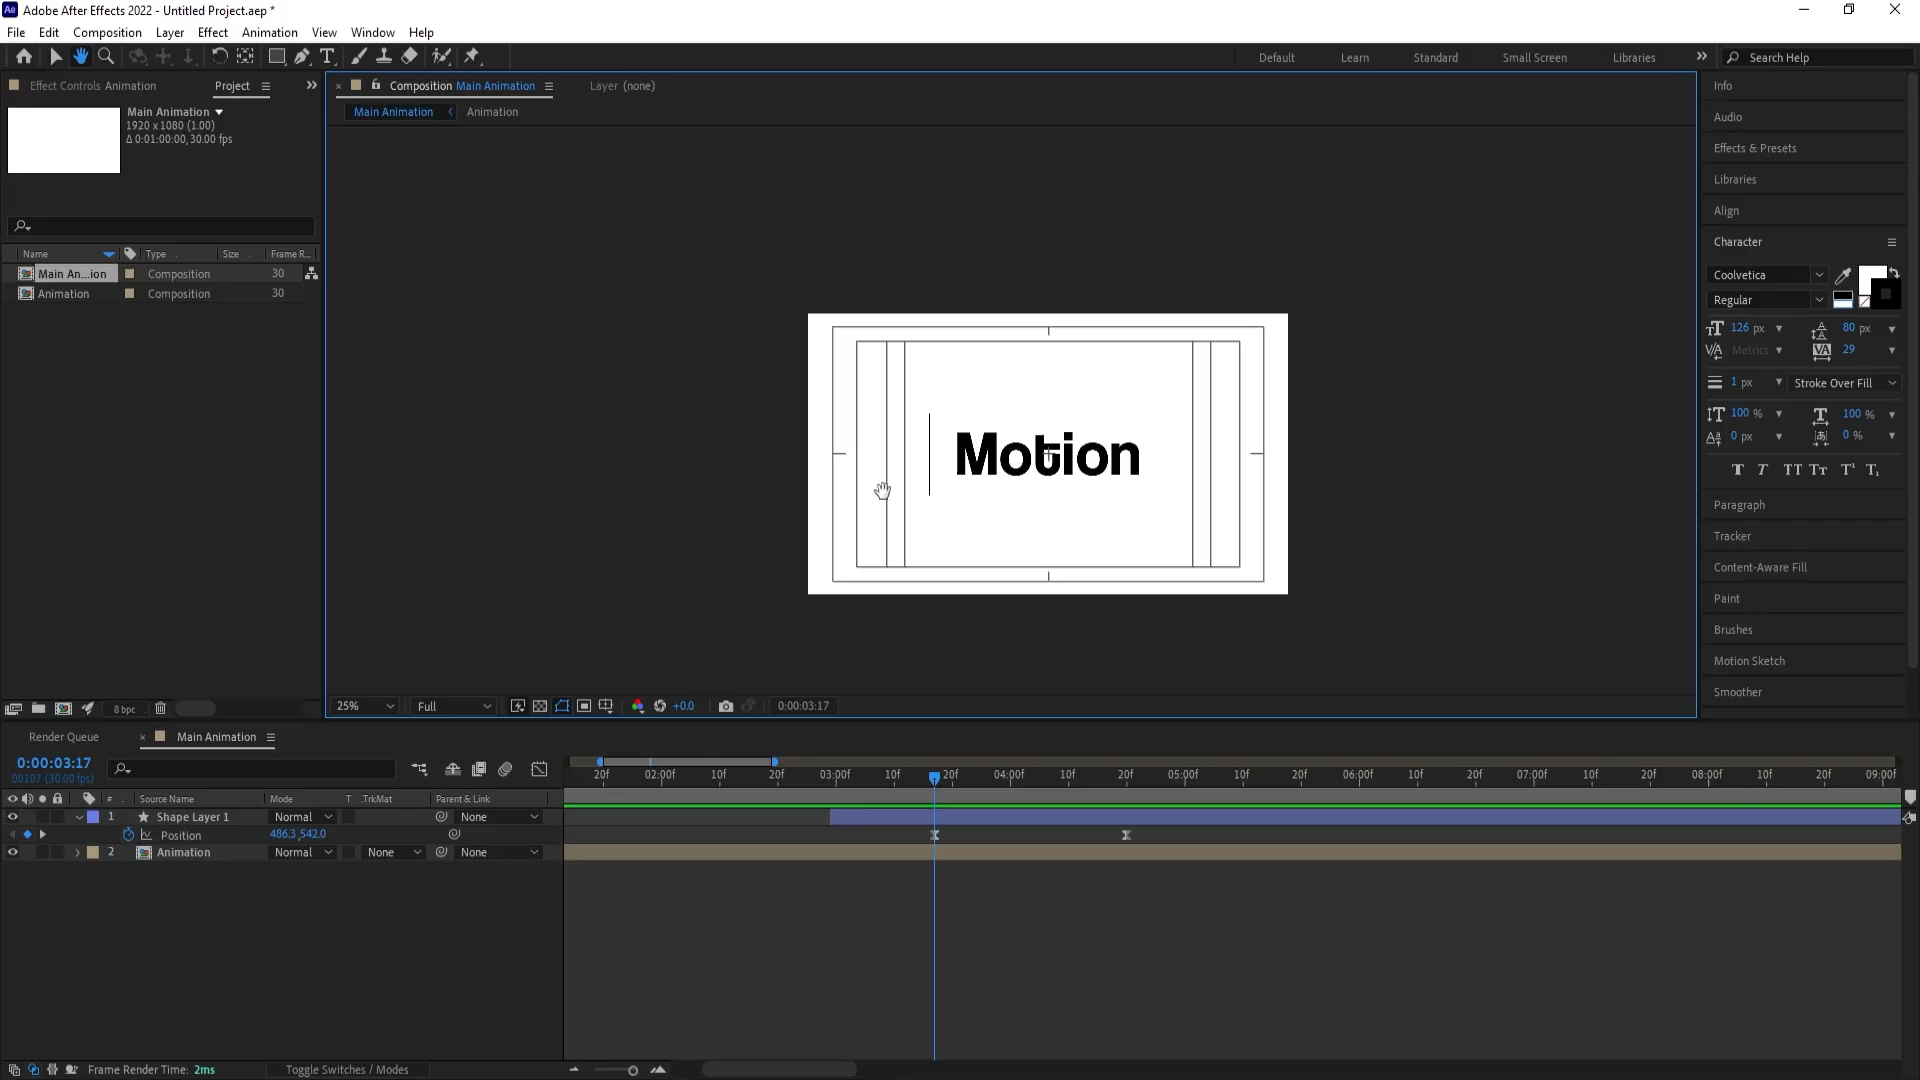 Adobe After Effects 2022 - Untitled Project.aep *
File Edit Composition Layer Effect Animation View Window Help
Default Learn Standard Small Screen Libraries Search Help
Effect Controls Animation Project
Composition Main Animation Layer (none)
Main Animation Animation
Main Animation
1920 x 1080 (1.00)
Δ 0:01:00:00, 30.00 fps
Name Type Size Frame R...
Main An...ion Composition 30
Animation Composition 30
Motion
8 bpc
25% Full +0.0 0:00:03:17
Info
Audio
Effects & Presets
Libraries
Align
Character
Coolvetica
Regular
126 px 80 px
Metrics 29
1 px Stroke Over Fill
100 % 100 %
0 px 0 %
Paragraph
Tracker
Content-Aware Fill
Paint
Brushes
Motion Sketch
Smoother
Render Queue Main Animation
0:00:03:17
00107 (30.00 fps)
20f 02:00f 10f 20f 03:00f 10f 20f 04:00f 10f 20f 05:00f 10f 20f 06:00f 10f 20f 07:00f 10f 20f 08:00f 10f 20f 09:00f
# Source Name Mode T .TrkMat Parent & Link
1 Shape Layer 1 Normal None
Position 486.3,542.0
2 Animation Normal None None
Frame Render Time: 2ms Toggle Switches / Modes